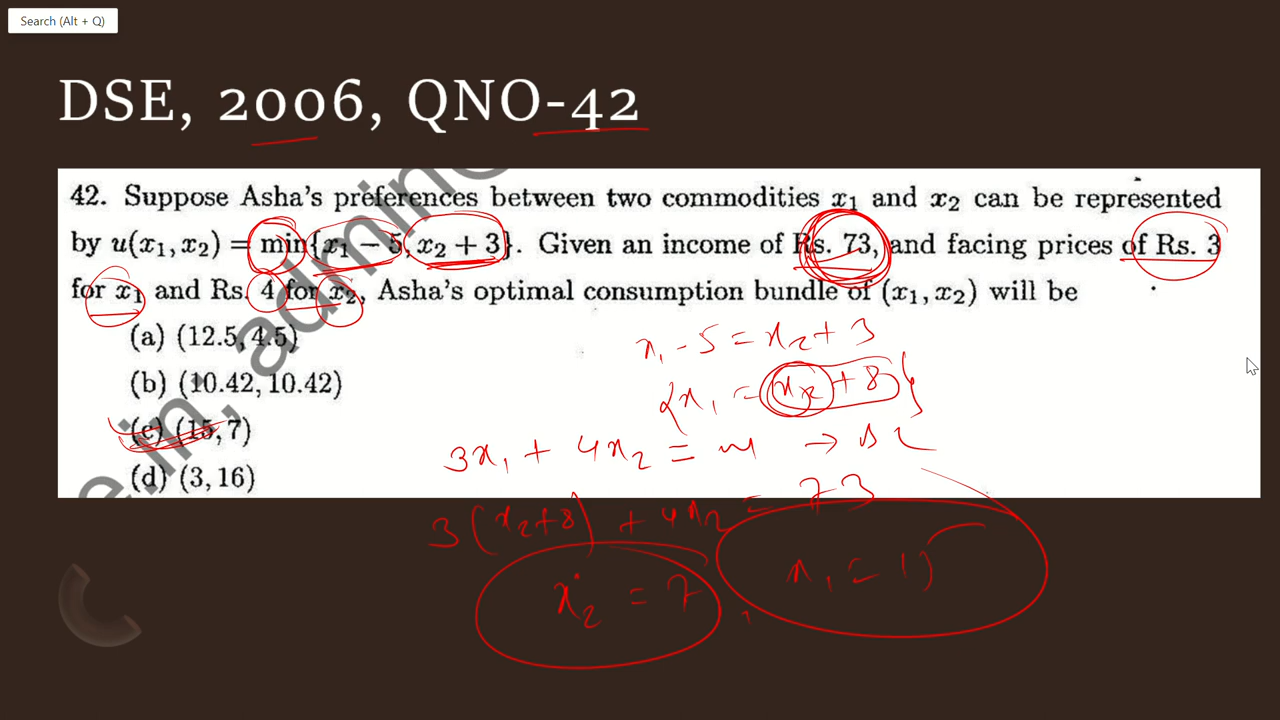 Search (Alt + Q)
DSE, 2006, QNO-42
42. Suppose Asha's preferences between two commodities x₁ and x₂ can be represented
by u(x₁, x₂) = min{x₁ − 5, x₂ + 3}. Given an income of Rs. 73, and facing prices of Rs. 3
for x₁ and Rs. 4 for x₂, Asha's optimal consumption bundle of (x₁, x₂) will be
(a) (12.5, 4.5)
(b) (10.42, 10.42)
(c) (15, 7)
(d) (3, 16)
x₁ - 5 = x₂ + 3
{x₁ = x₂ + 8}
3x₁ + 4x₂ = M →
3(x₂+8) + 4x₂ = 73
x₂ = 7, x₁ = 15